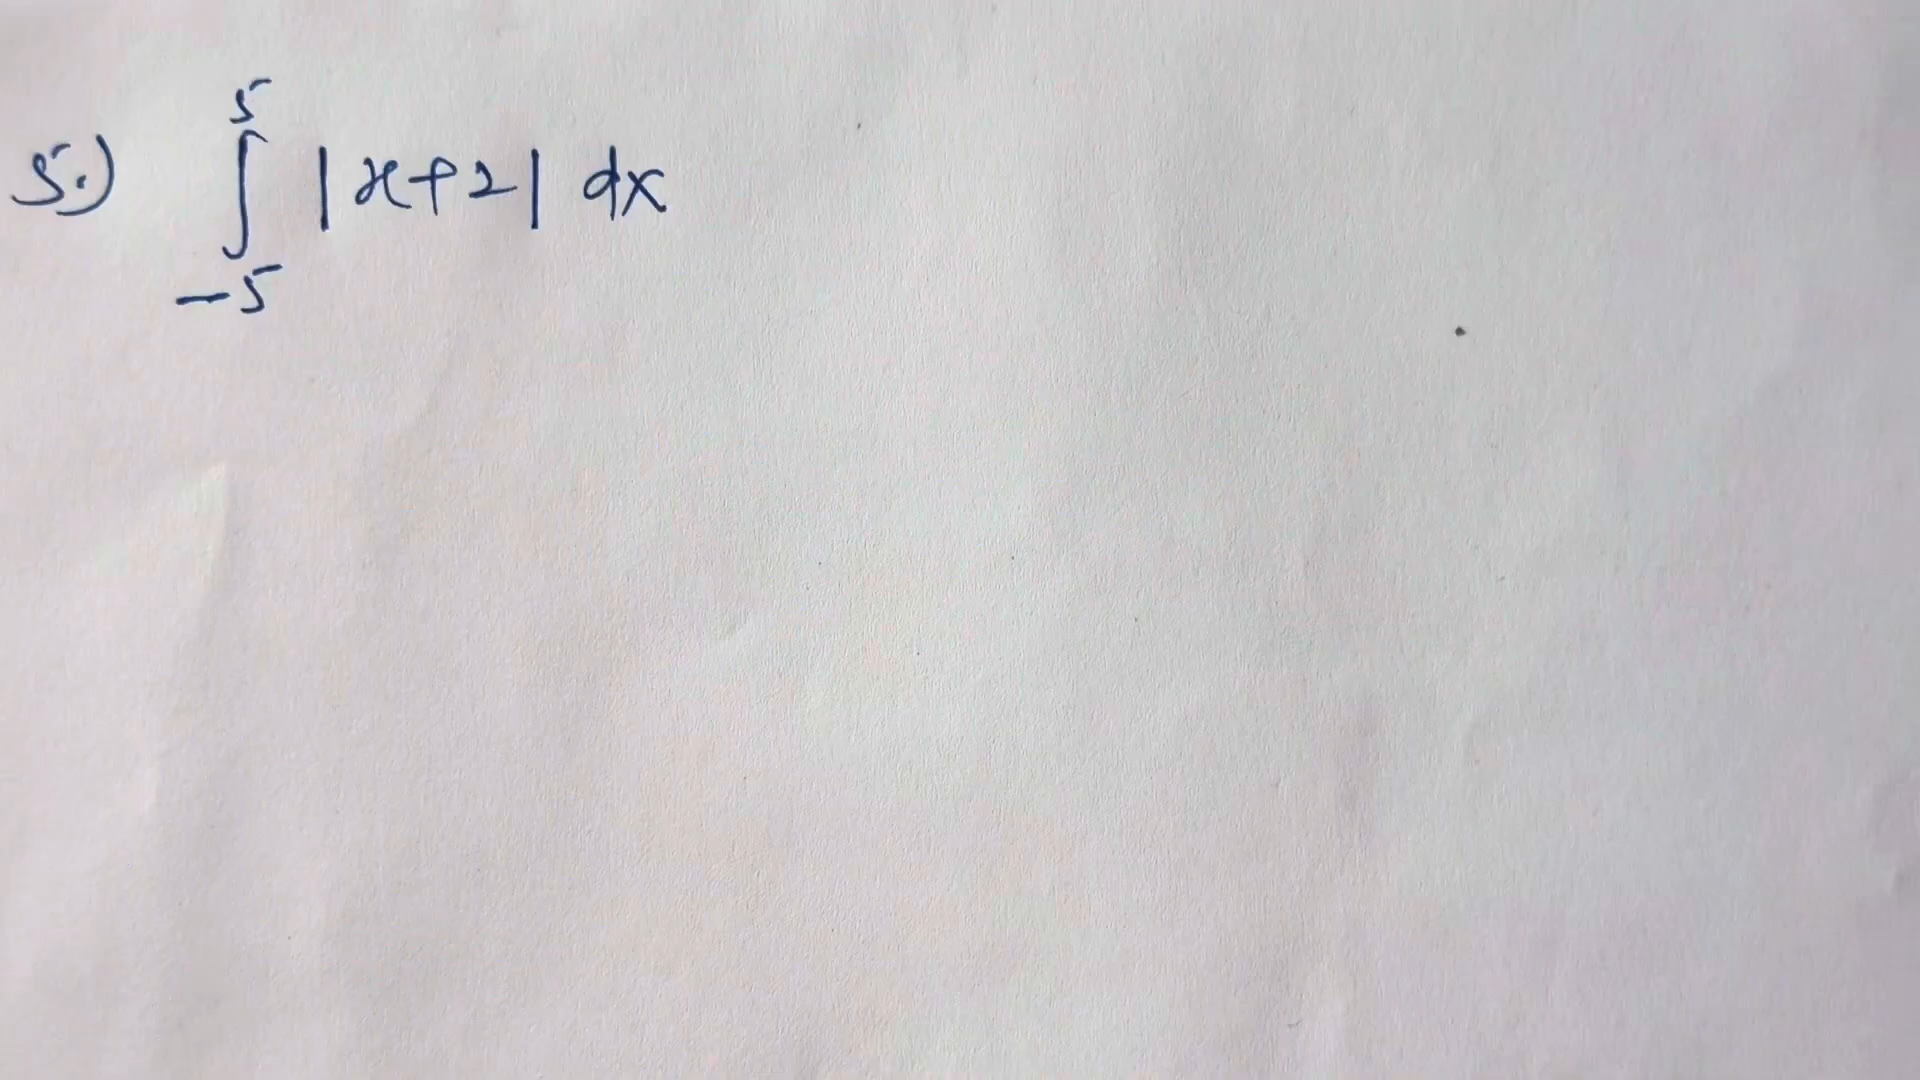 5.) ∫_{-5}^{5} |x+2| dx